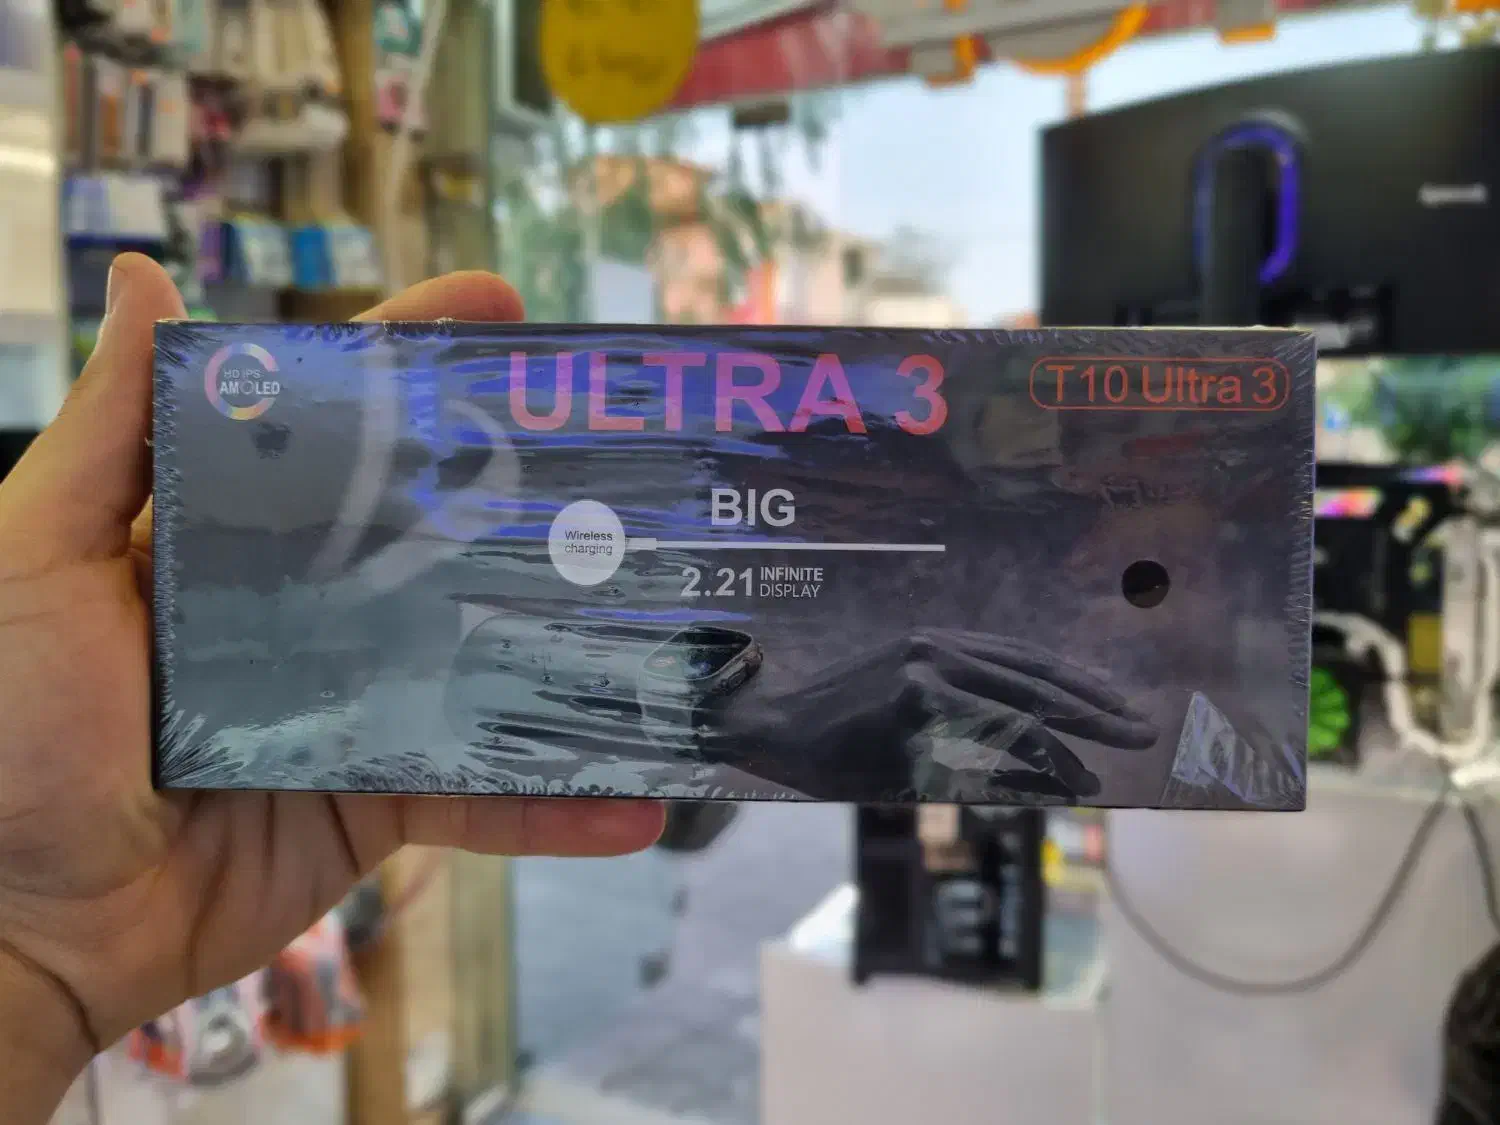 HD IPS
AMOLED
ULTRA 3
T10 Ultra 3
BIG
Wireless
charging
2.21 INFINITE
DISPLAY